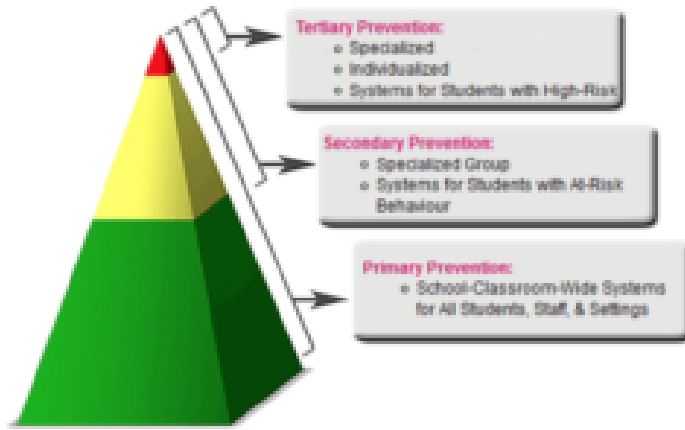 Tertiary Prevention:
Specialized
Individualized
Systems for Students with High-Risk
Secondary Prevention:
Specialized Group
Systems for Students with At-Risk
Behaviour
Primary Prevention:
School-Classroom-Wide Systems
for All Students, Staff, & Settings